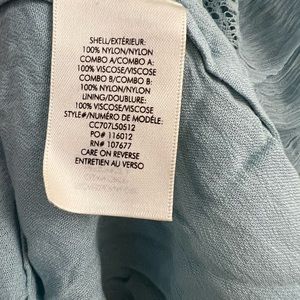 SHELL/EXTÉRIEUR:
100% NYLON/NYLON
COMBO A/COMBO A:
100% VISCOSE/VISCOSE
COMBO B/COMBO B:
100% NYLON/NYLON
LINING/DOUBLURE:
100% VISCOSE/VISCOSE
STYLE#/NUMÉRO DE MODÈLE:
CC707LS0512
PO# 116012
RN# 107677
CARE ON REVERSE
ENTRETIEN AU VERSO